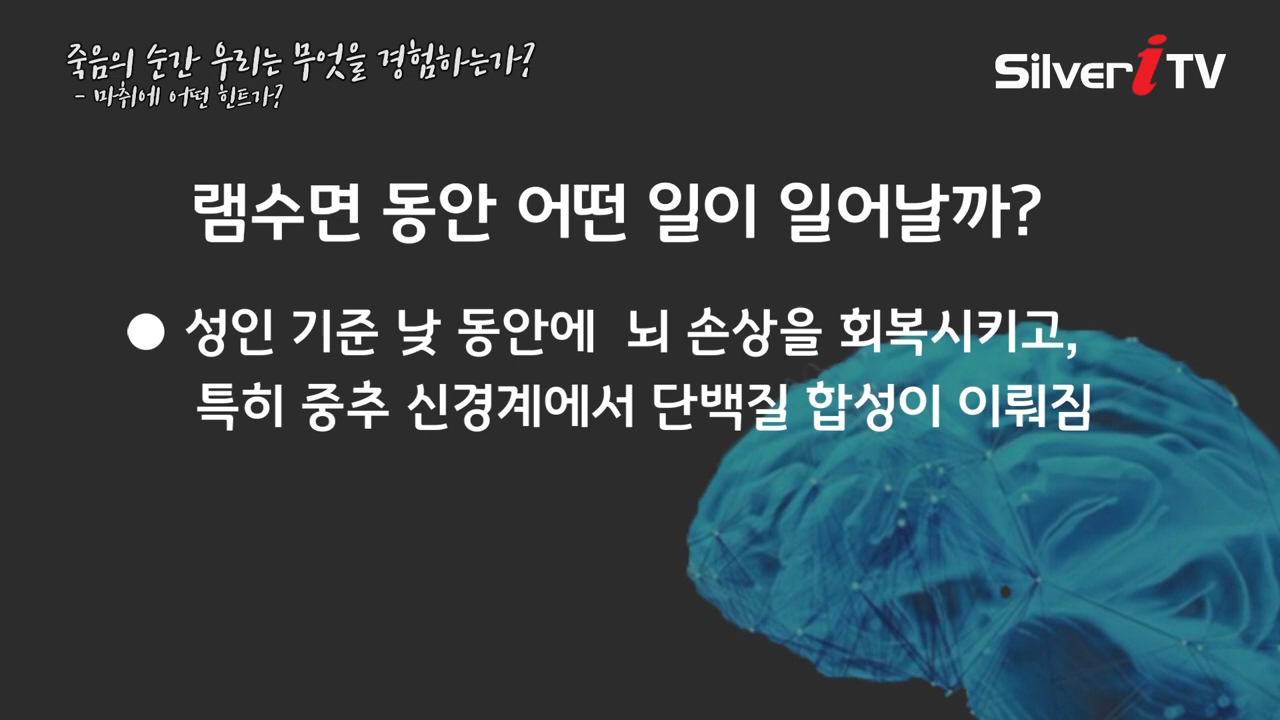 죽음의 순간 우리는 무엇을 경험하는가?
- 마취에 어떤 힌트가?
Silver i TV
램수면 동안 어떤 일이 일어날까?
● 성인 기준 낮 동안에 뇌 손상을 회복시키고,
특히 중추 신경계에서 단백질 합성이 이뤄짐